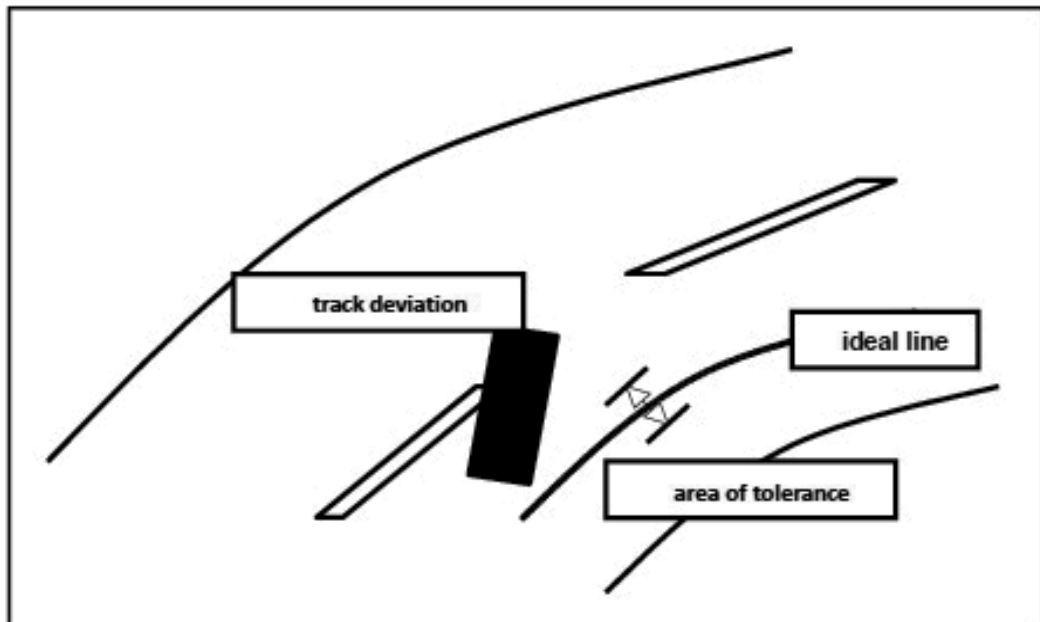 track deviation
ideal line
area of tolerance